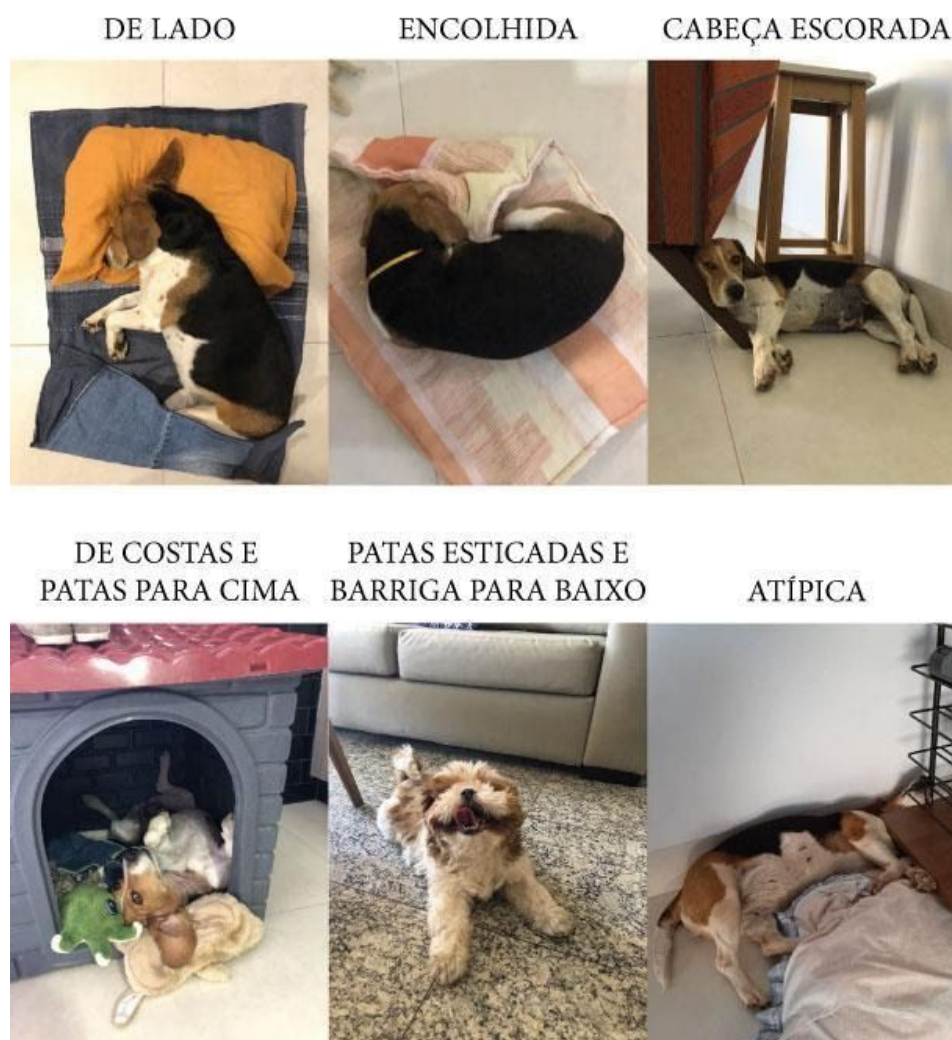 DE LADO
ENCOLHIDA
CABEÇA ESCORADA
DE COSTAS E
PATAS PARA CIMA
PATAS ESTICADAS E
BARRIGA PARA BAIXO
ATÍPICA